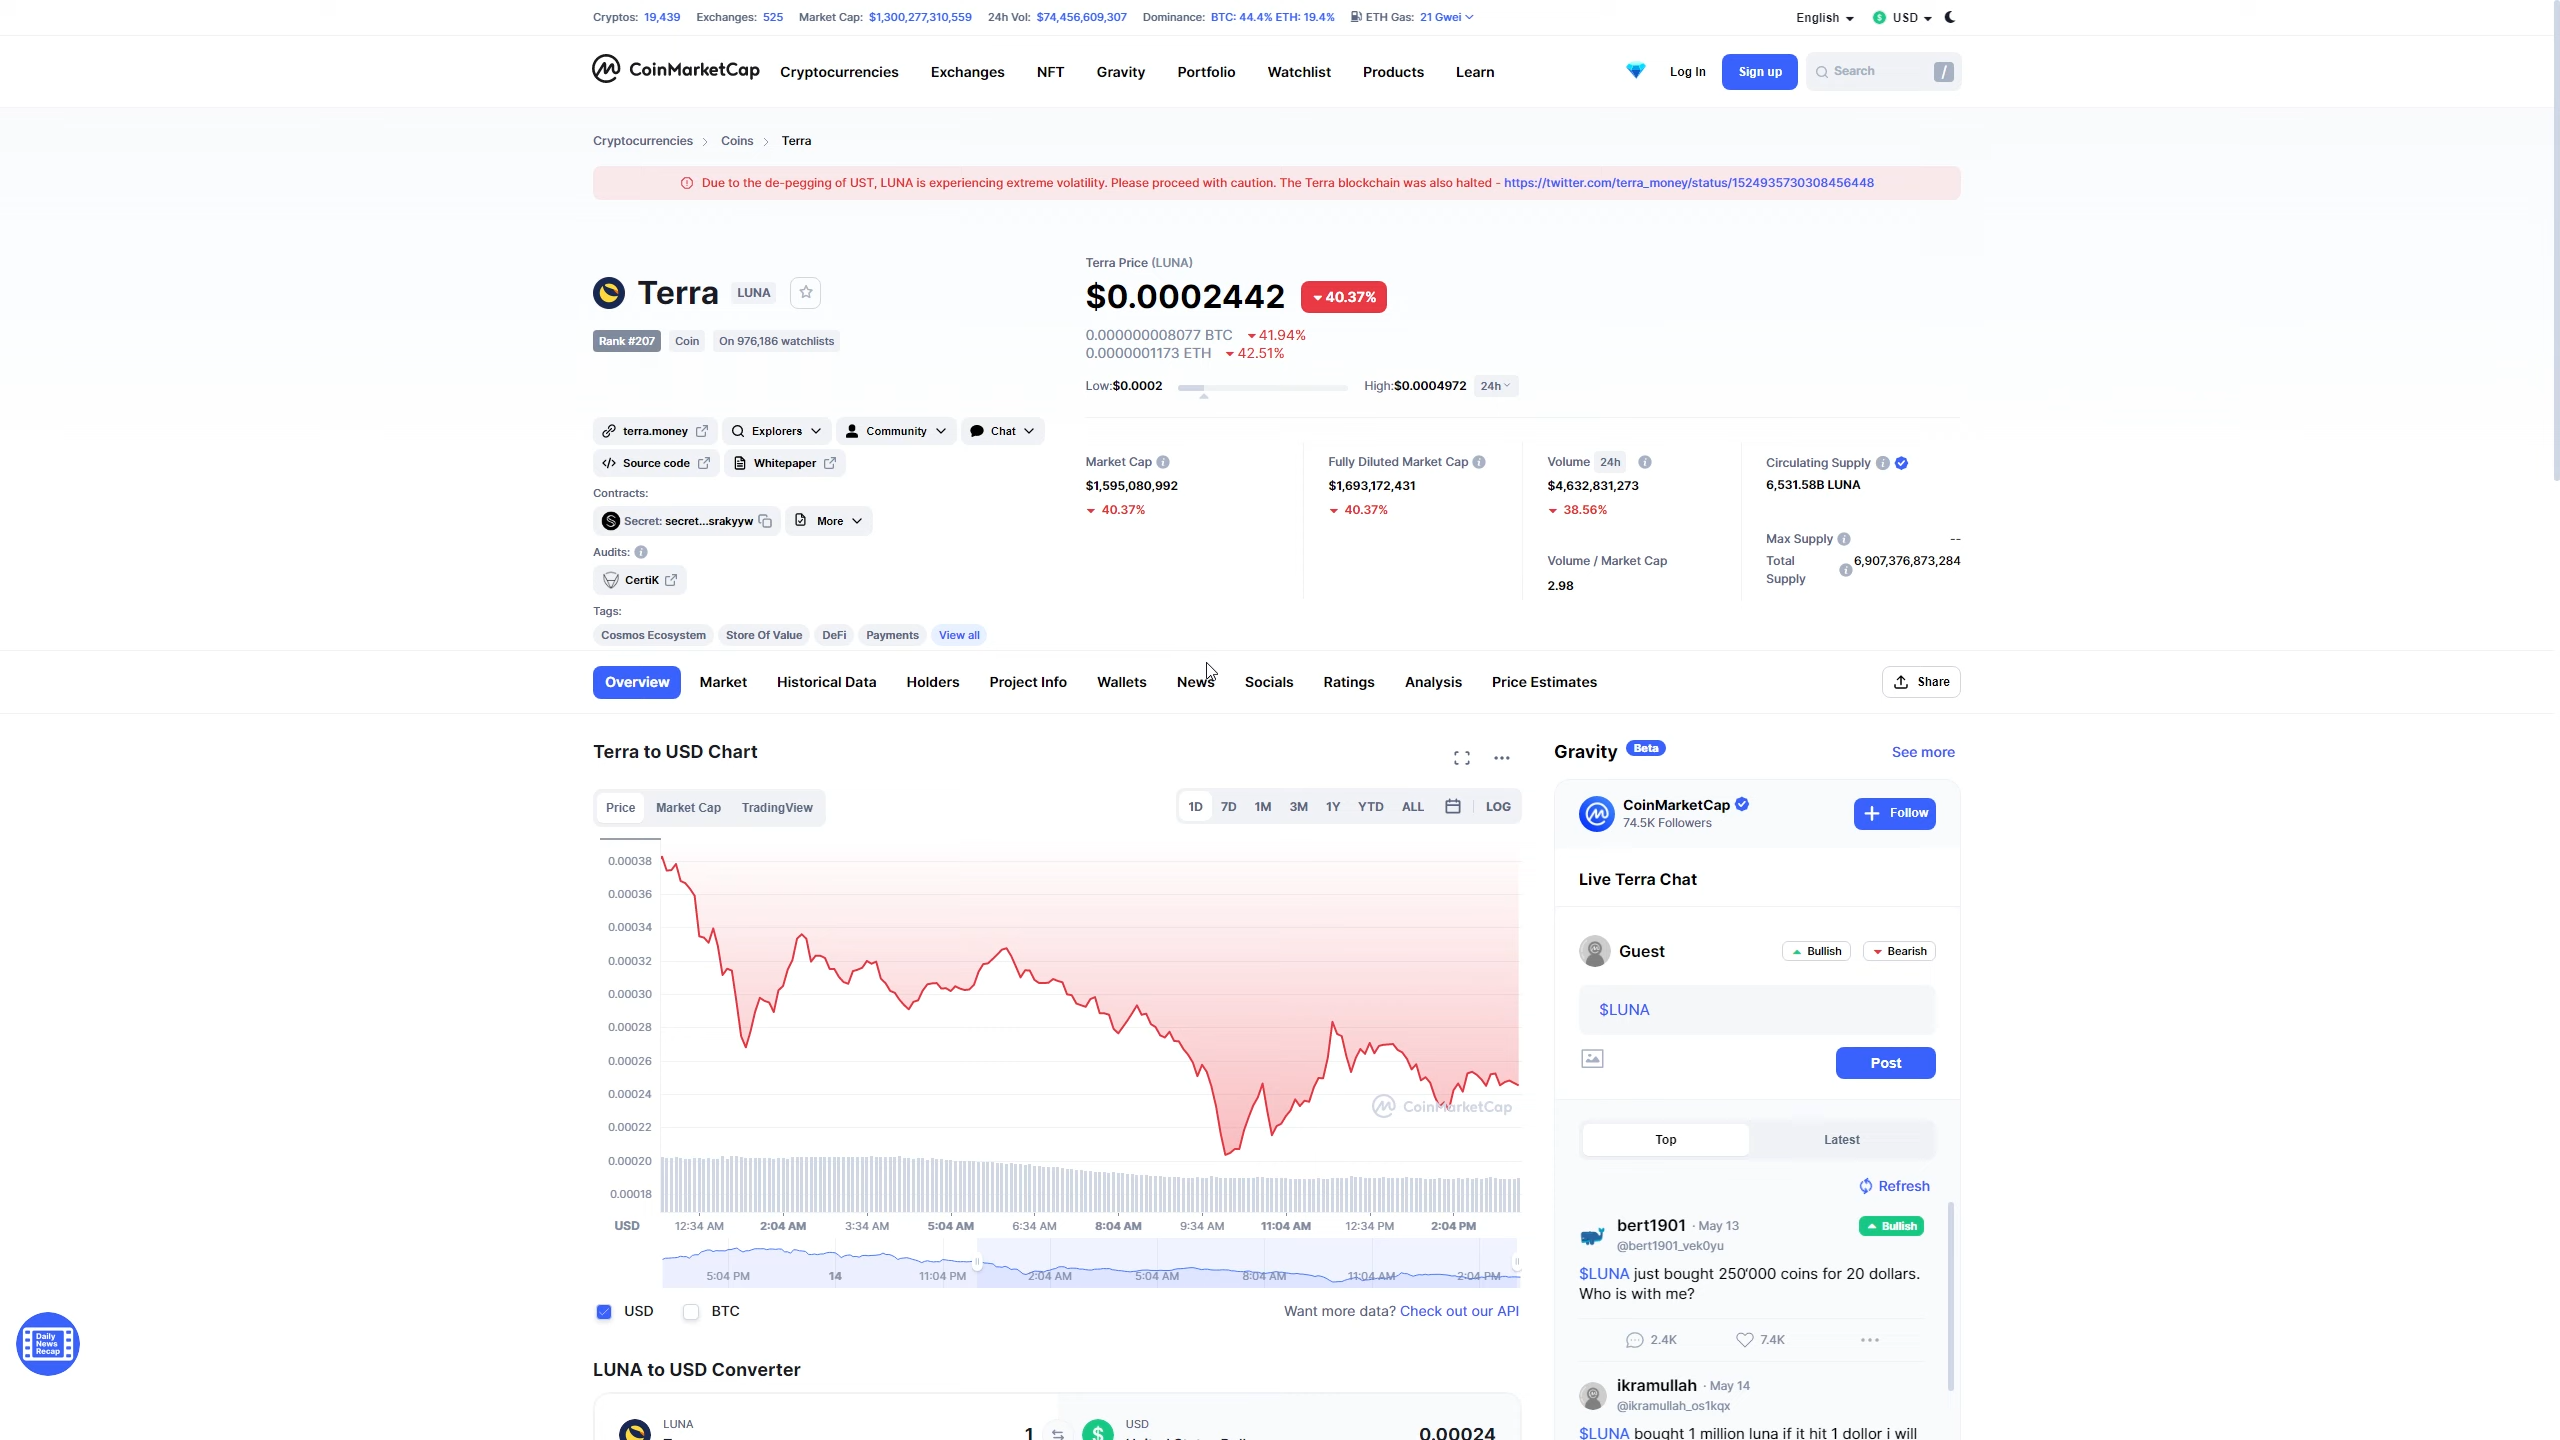 Cryptos: 19,439 Exchanges: 525 Market Cap: $1,300,277,310,559 24h Vol: $74,456,609,307 Dominance: BTC: 44.4% ETH: 19.4% ETH Gas: 21 Gwei
English USD
CoinMarketCap Cryptocurrencies Exchanges NFT Gravity Portfolio Watchlist Products Learn
Log In Sign up Search /
Cryptocurrencies > Coins > Terra
Due to the de-pegging of UST, LUNA is experiencing extreme volatility. Please proceed with caution. The Terra blockchain was also halted - https://twitter.com/terra_money/status/1524935730308456448
Terra LUNA
Rank #207 Coin On 976,186 watchlists
terra.money Explorers Community Chat
Source code Whitepaper
Contracts:
Secret: secret...srakyyw More
Audits:
CertiK
Tags:
Cosmos Ecosystem Store Of Value DeFi Payments View all
Terra Price (LUNA)
$0.0002442 40.37%
0.000000008077 BTC 41.94%
0.0000001173 ETH 42.51%
Low:$0.0002 High:$0.0004972 24h
Market Cap
$1,595,080,992
40.37%
Fully Diluted Market Cap
$1,693,172,431
40.37%
Volume 24h
$4,632,831,273
38.56%
Volume / Market Cap
2.98
Circulating Supply
6,531.58B LUNA
Max Supply --
Total Supply 6,907,376,873,284
Overview Market Historical Data Holders Project Info Wallets News Socials Ratings Analysis Price Estimates Share
Terra to USD Chart
Price Market Cap TradingView
1D 7D 1M 3M 1Y YTD ALL LOG
0.00038
0.00036
0.00034
0.00032
0.00030
0.00028
0.00026
0.00024
0.00022
0.00020
0.00018
CoinMarketCap
USD 12:34 AM 2:04 AM 3:34 AM 5:04 AM 6:34 AM 8:04 AM 9:34 AM 11:04 AM 12:34 PM 2:04 PM
5:04 PM 14 11:04 PM 2:04 AM 5:04 AM 8:04 AM 11:04 AM 2:04 PM
USD BTC
Want more data? Check out our API
LUNA to USD Converter
LUNA
1
USD
0.00024
Gravity Beta See more
CoinMarketCap
74.5K Followers
Follow
Live Terra Chat
Guest Bullish Bearish
$LUNA
Post
Top Latest
Refresh
bert1901 · May 13 Bullish
@bert1901_vek0yu
$LUNA just bought 250'000 coins for 20 dollars.
Who is with me?
2.4K 7.4K
ikramullah · May 14
@ikramullah_os1kqx
$LUNA bought 1 million luna if it hit 1 dollor i will
Daily
News
Recap